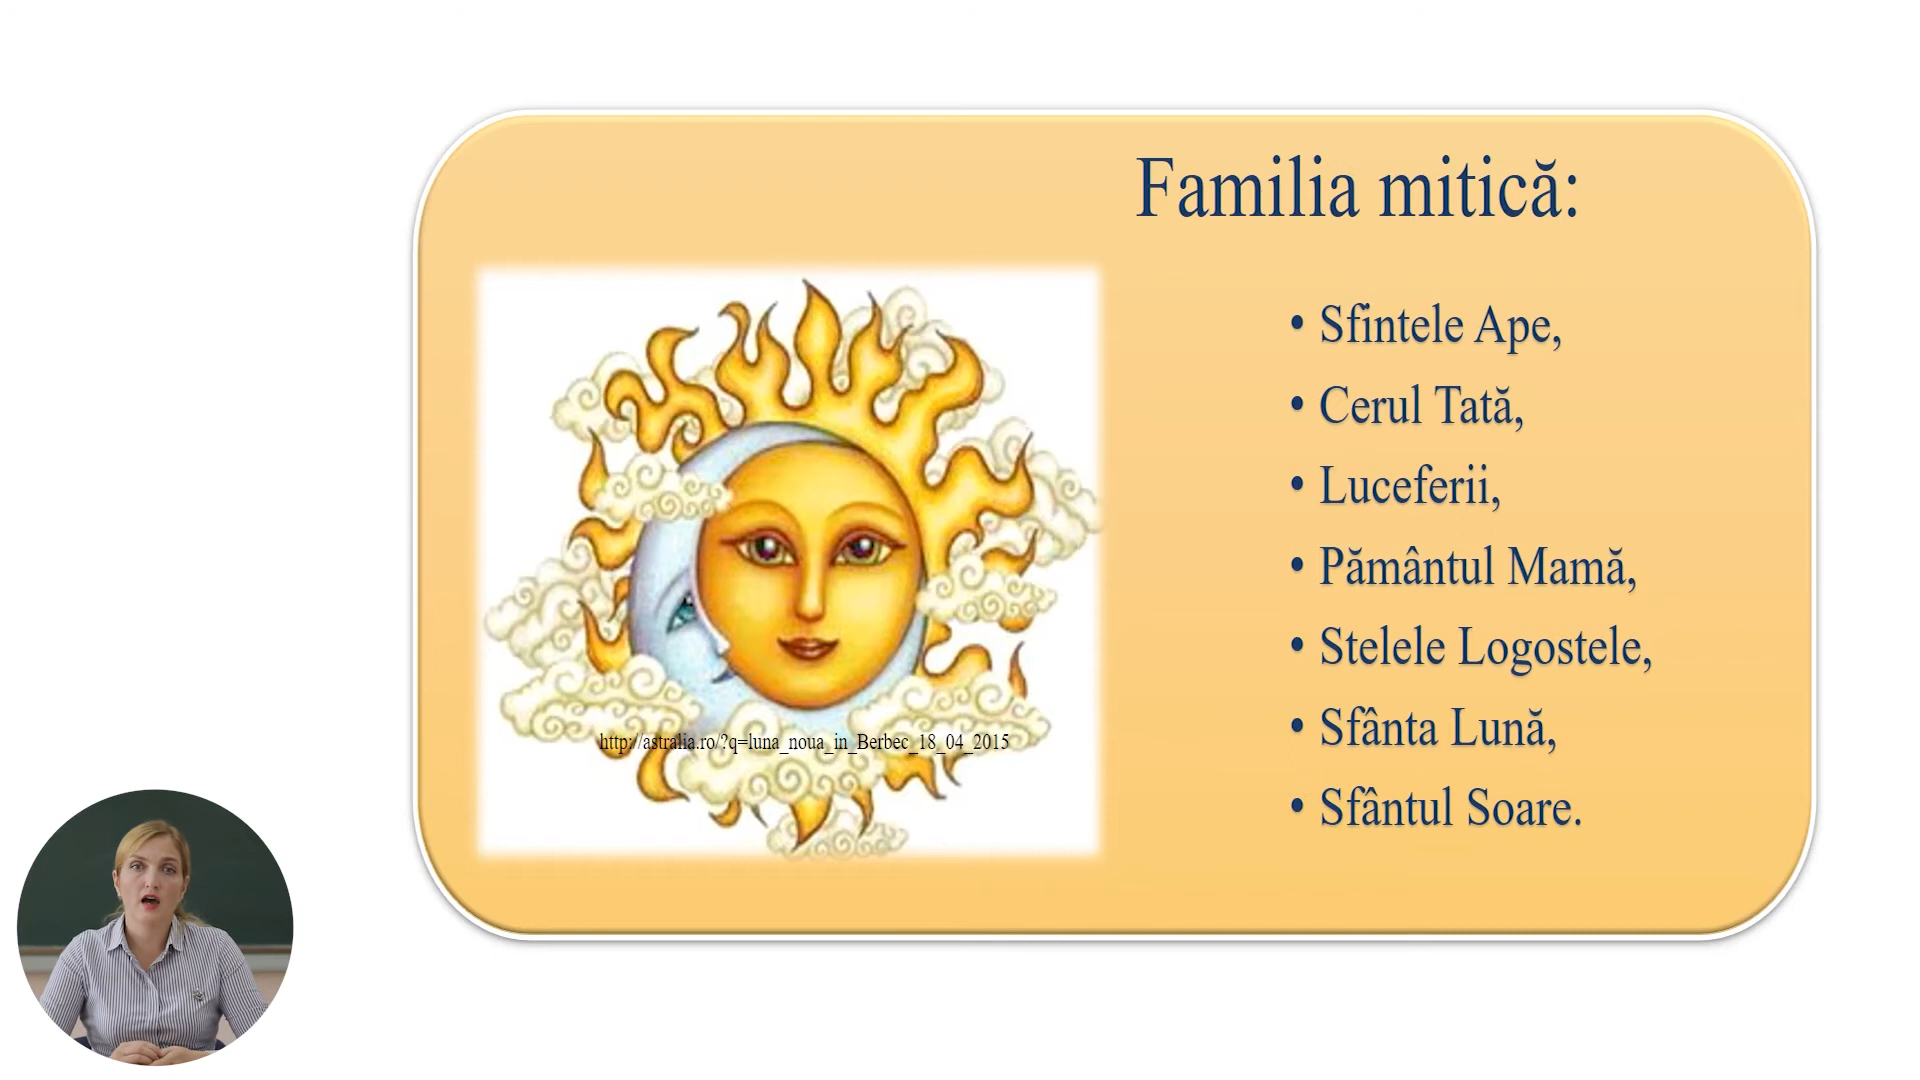 Familia mitică:
• Sfintele Ape,
• Cerul Tată,
• Luceferii,
• Pământul Mamă,
• Stelele Logostele,
• Sfânta Lună,
• Sfântul Soare.
http://astralia.ro/?q=luna_noua_in_Berbec_18_04_2015